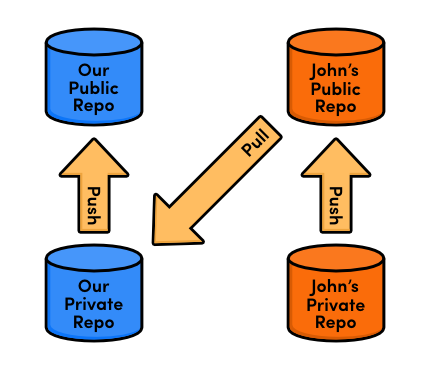 Our
Public
Repo
John's
Public
Repo
Pull
Push
Push
Our
Private
Repo
John's
Private
Repo